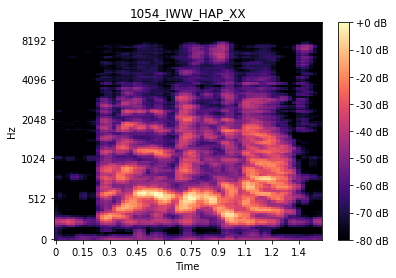 1054_IWW_HAP_XX
8192
4096
2048
1024
512
0
Hz
0 0.15 0.3 0.45 0.6 0.75 0.9 1.1 1.2 1.4
Time
+0 dB
-10 dB
-20 dB
-30 dB
-40 dB
-50 dB
-60 dB
-70 dB
-80 dB